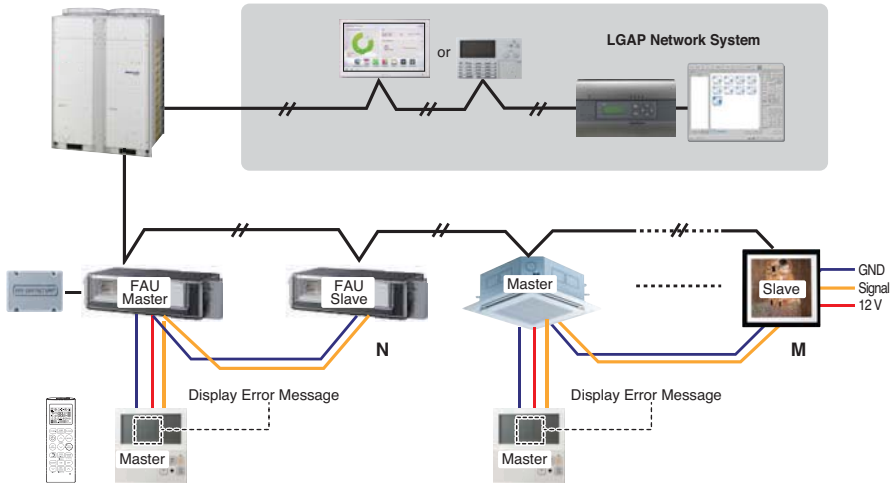 LGAP Network System
or
FAU
Master
FAU
Slave
Master
Slave
GND
Signal
12 V
N
M
Display Error Message
Display Error Message
Master
Master